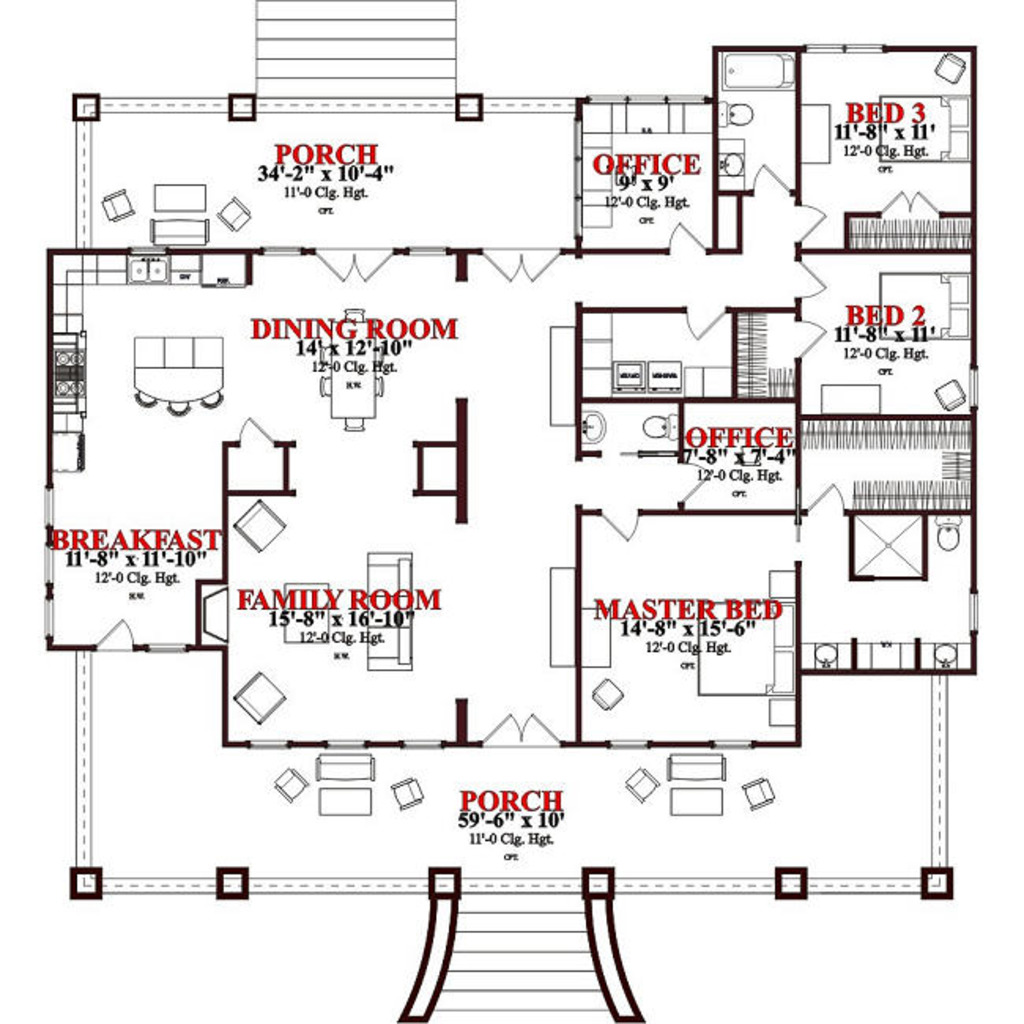 BED 3
11'-8" x 11'
12'-0 Clg. Hgt.
CPT.
PORCH
34'-2" x 10'-4"
11'-0 Clg. Hgt.
CPT.
OFFICE
9' x 9'
12'-0 Clg. Hgt.
CPT.
DINING ROOM
14' x 12'-10"
12'-0 Clg. Hgt.
H.W.
BED 2
11'-8" x 11'
12'-0 Clg. Hgt.
CPT.
OFFICE
7'-8" x 7'-4"
12'-0 Clg. Hgt.
CPT.
BREAKFAST
11'-8" x 11'-10"
12'-0 Clg. Hgt.
H.W.
FAMILY ROOM
15'-8" x 16'-10"
12'-0 Clg. Hgt.
H.W.
MASTER BED
14'-8" x 15'-6"
12'-0 Clg. Hgt.
CPT.
PORCH
59'-6" x 10'
11'-0 Clg. Hgt.
CPT.